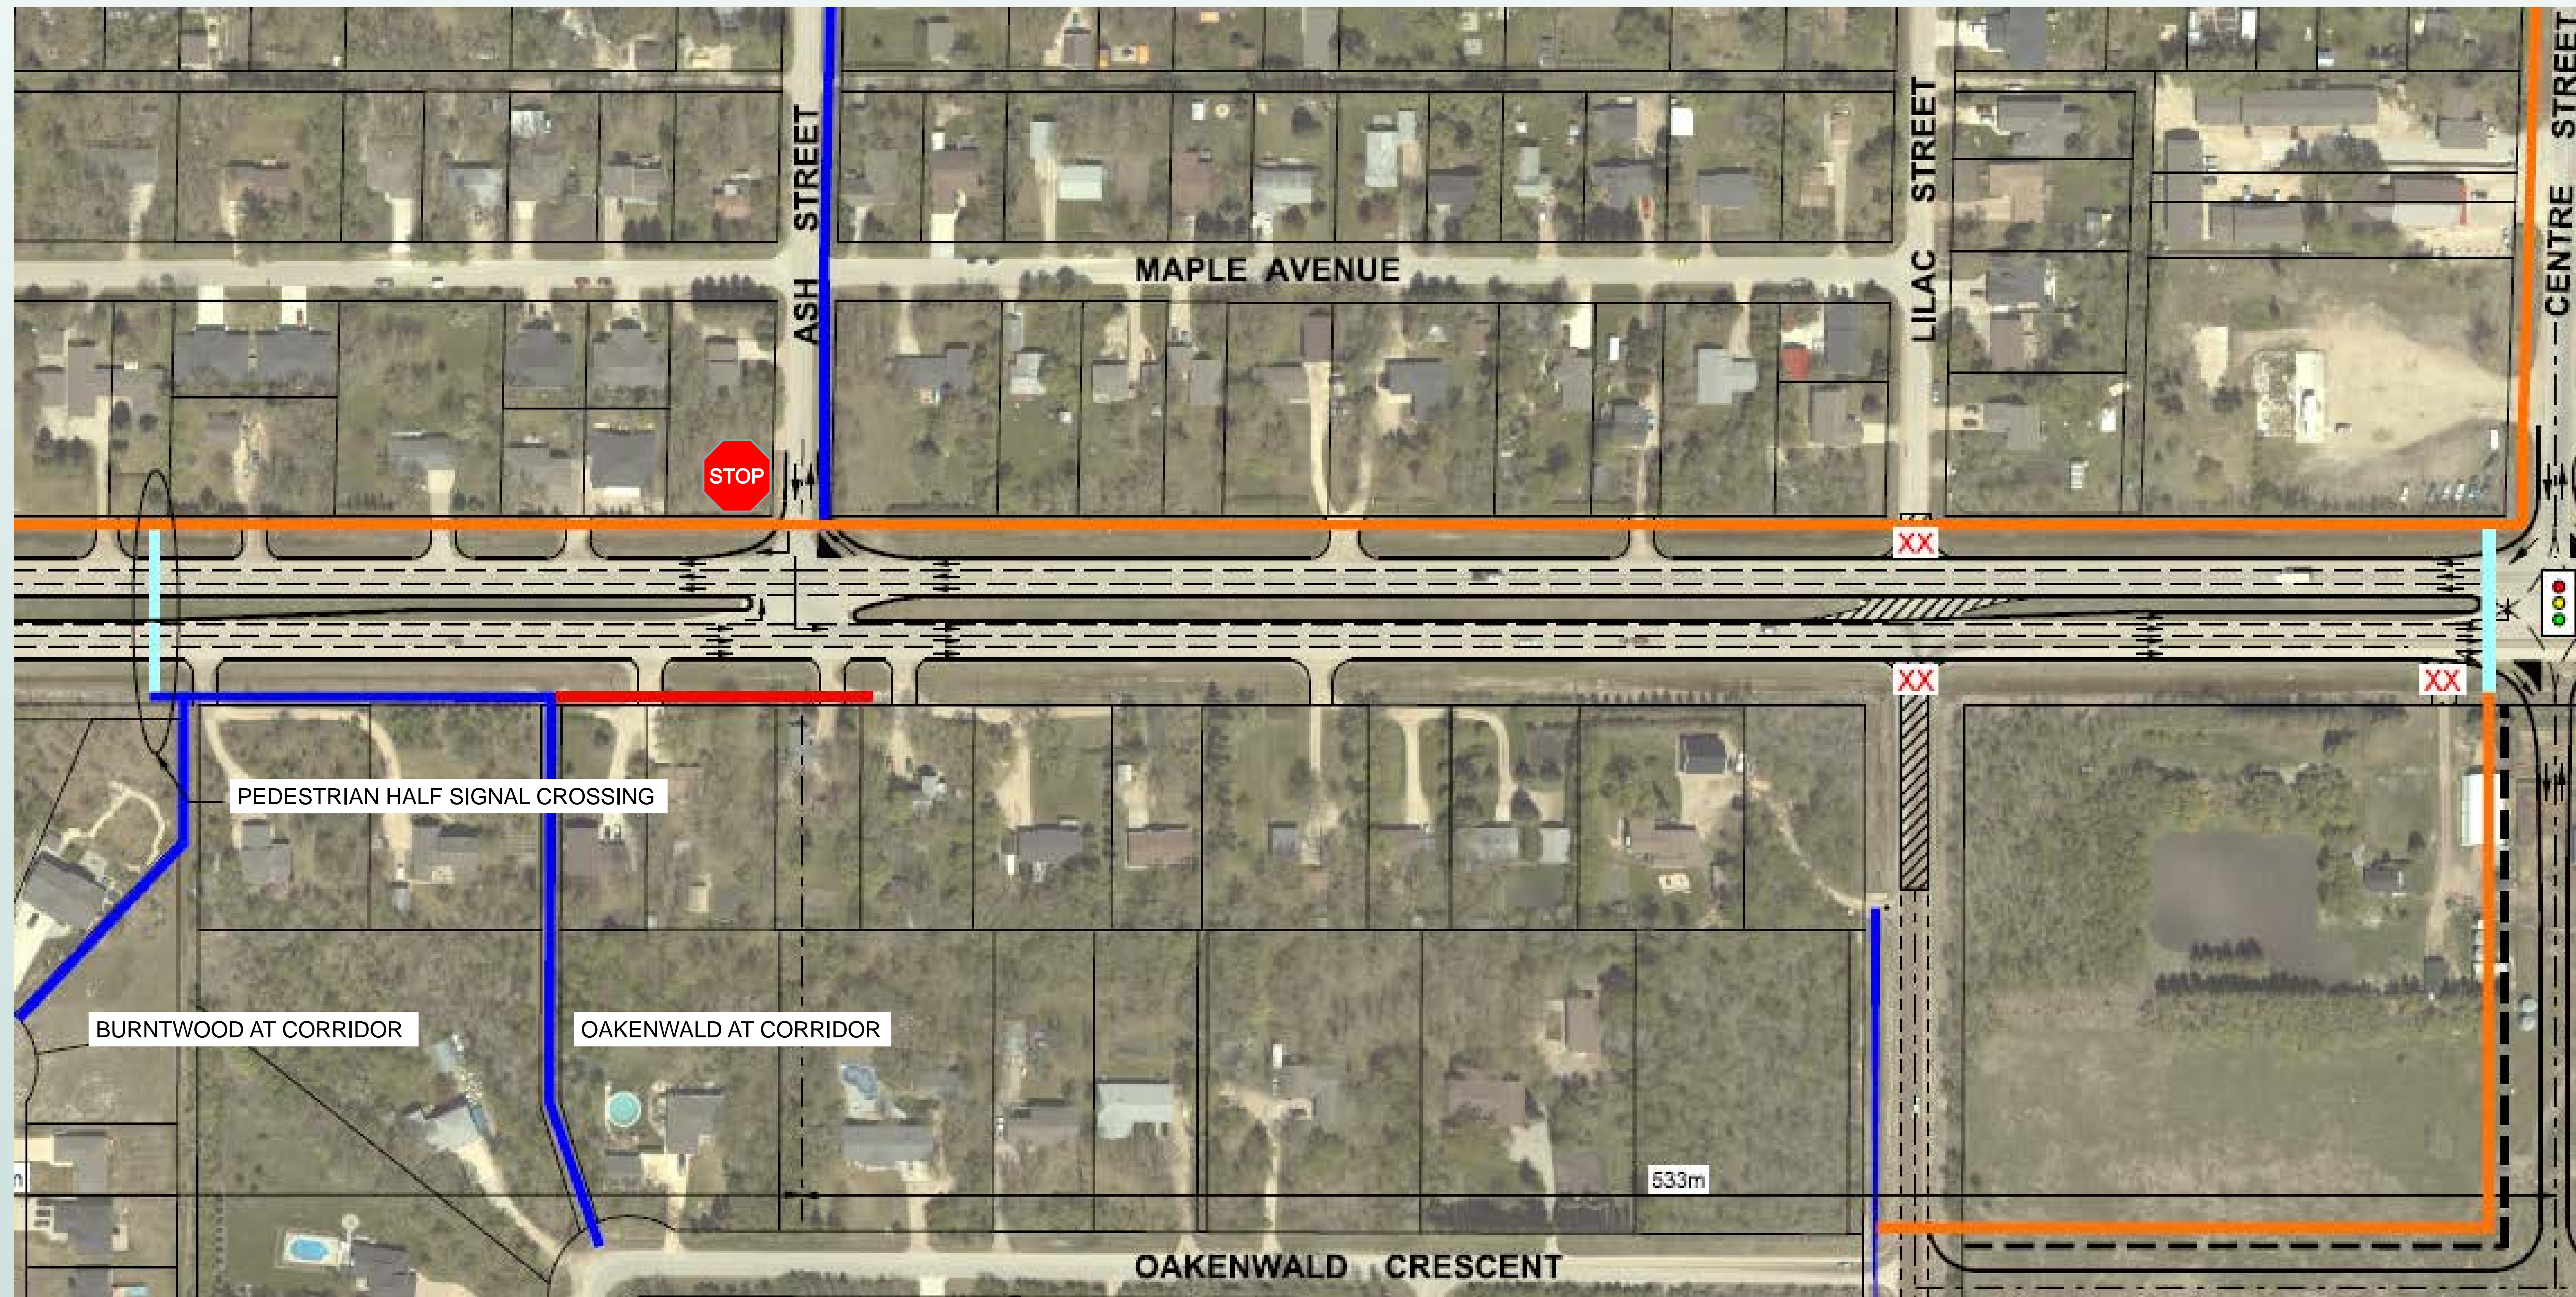 ASH STREET
MAPLE AVENUE
LILAC STREET
CENTRE STREET
STOP
XX
XX
XX
PEDESTRIAN HALF SIGNAL CROSSING
BURNTWOOD AT CORRIDOR
OAKENWALD AT CORRIDOR
533m
OAKENWALD CRESCENT